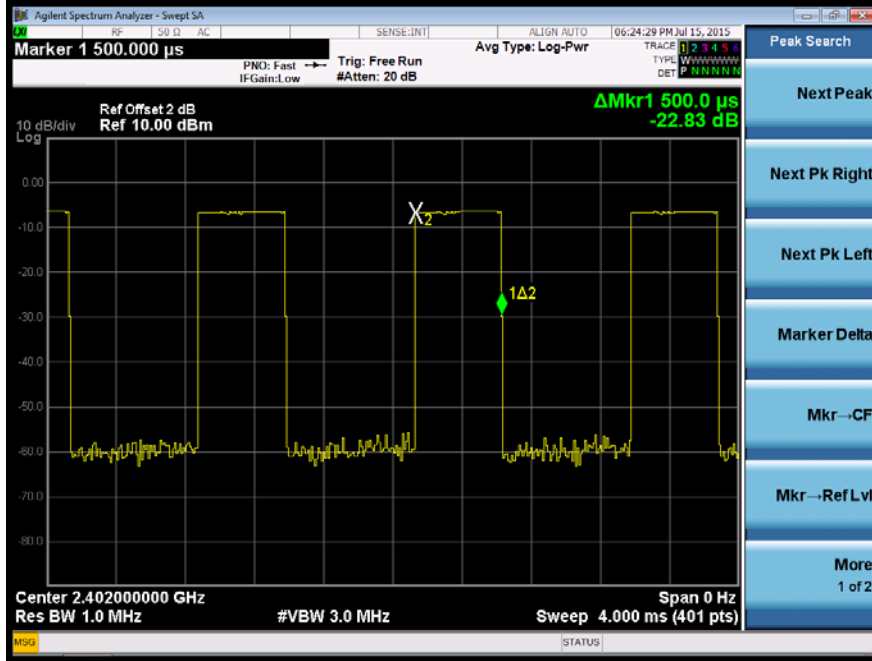 Agilent Spectrum Analyzer - Swept SA
LXI RF 50 Ω AC SENSE:INT ALIGN AUTO 06:24:29 PM Jul 15, 2015
Marker 1 500.000 µs
PNO: Fast
IFGain:Low
Trig: Free Run
#Atten: 20 dB
Avg Type: Log-Pwr
TRACE 1 2 3 4 5 6
TYPE WWWWWW
DET P N N N N N
Ref Offset 2 dB
10 dB/div Ref 10.00 dBm
Log
ΔMkr1 500.0 µs
-22.83 dB
0.00
-10.0
-20.0
-30.0
-40.0
-50.0
-60.0
-70.0
-80.0
X2
1Δ2
Center 2.402000000 GHz Span 0 Hz
Res BW 1.0 MHz #VBW 3.0 MHz Sweep 4.000 ms (401 pts)
MSG STATUS
Peak Search
Next Peak
Next Pk Right
Next Pk Left
Marker Delta
Mkr→CF
Mkr→Ref Lvl
More
1 of 2